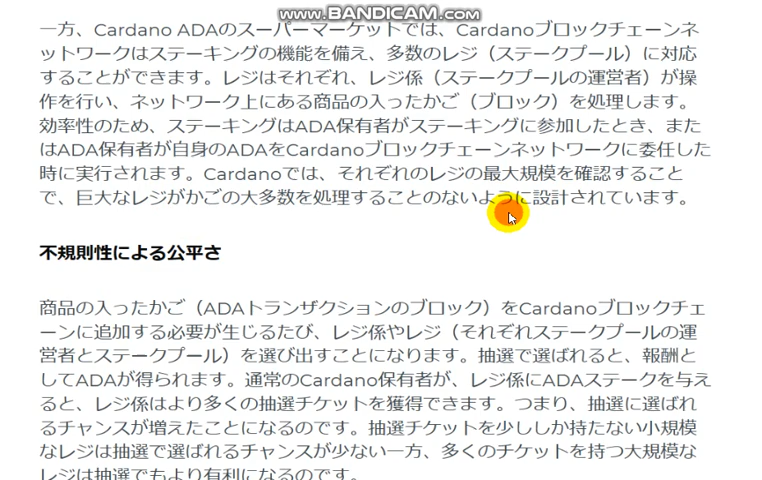 www.BANDICAM.com
一方、Cardano ADAのスーパーマーケットでは、Cardanoブロックチェーンネ
ットワークはステーキングの機能を備え、多数のレジ（ステークプール）に対応
することができます。レジはそれぞれ、レジ係（ステークプールの運営者）が操
作を行い、ネットワーク上にある商品の入ったかご（ブロック）を処理します。
効率性のため、ステーキングはADA保有者がステーキングに参加したとき、また
はADA保有者が自身のADAをCardanoブロックチェーンネットワークに委任した
時に実行されます。Cardanoでは、それぞれのレジの最大規模を確認すること
で、巨大なレジがかごの大多数を処理することのないように設計されています。
不規則性による公平さ
商品の入ったかご（ADAトランザクションのブロック）をCardanoブロックチェ
ーンに追加する必要が生じるたび、レジ係やレジ（それぞれステークプールの運
営者とステークプール）を選び出すことになります。抽選で選ばれると、報酬と
してADAが得られます。通常のCardano保有者が、レジ係にADAステークを与え
ると、レジ係はより多くの抽選チケットを獲得できます。つまり、抽選に選ばれ
るチャンスが増えたことになるのです。抽選チケットを少ししか持たない小規模
なレジは抽選で選ばれるチャンスが少ない一方、多くのチケットを持つ大規模な
レジは抽選でもより有利になるのです。